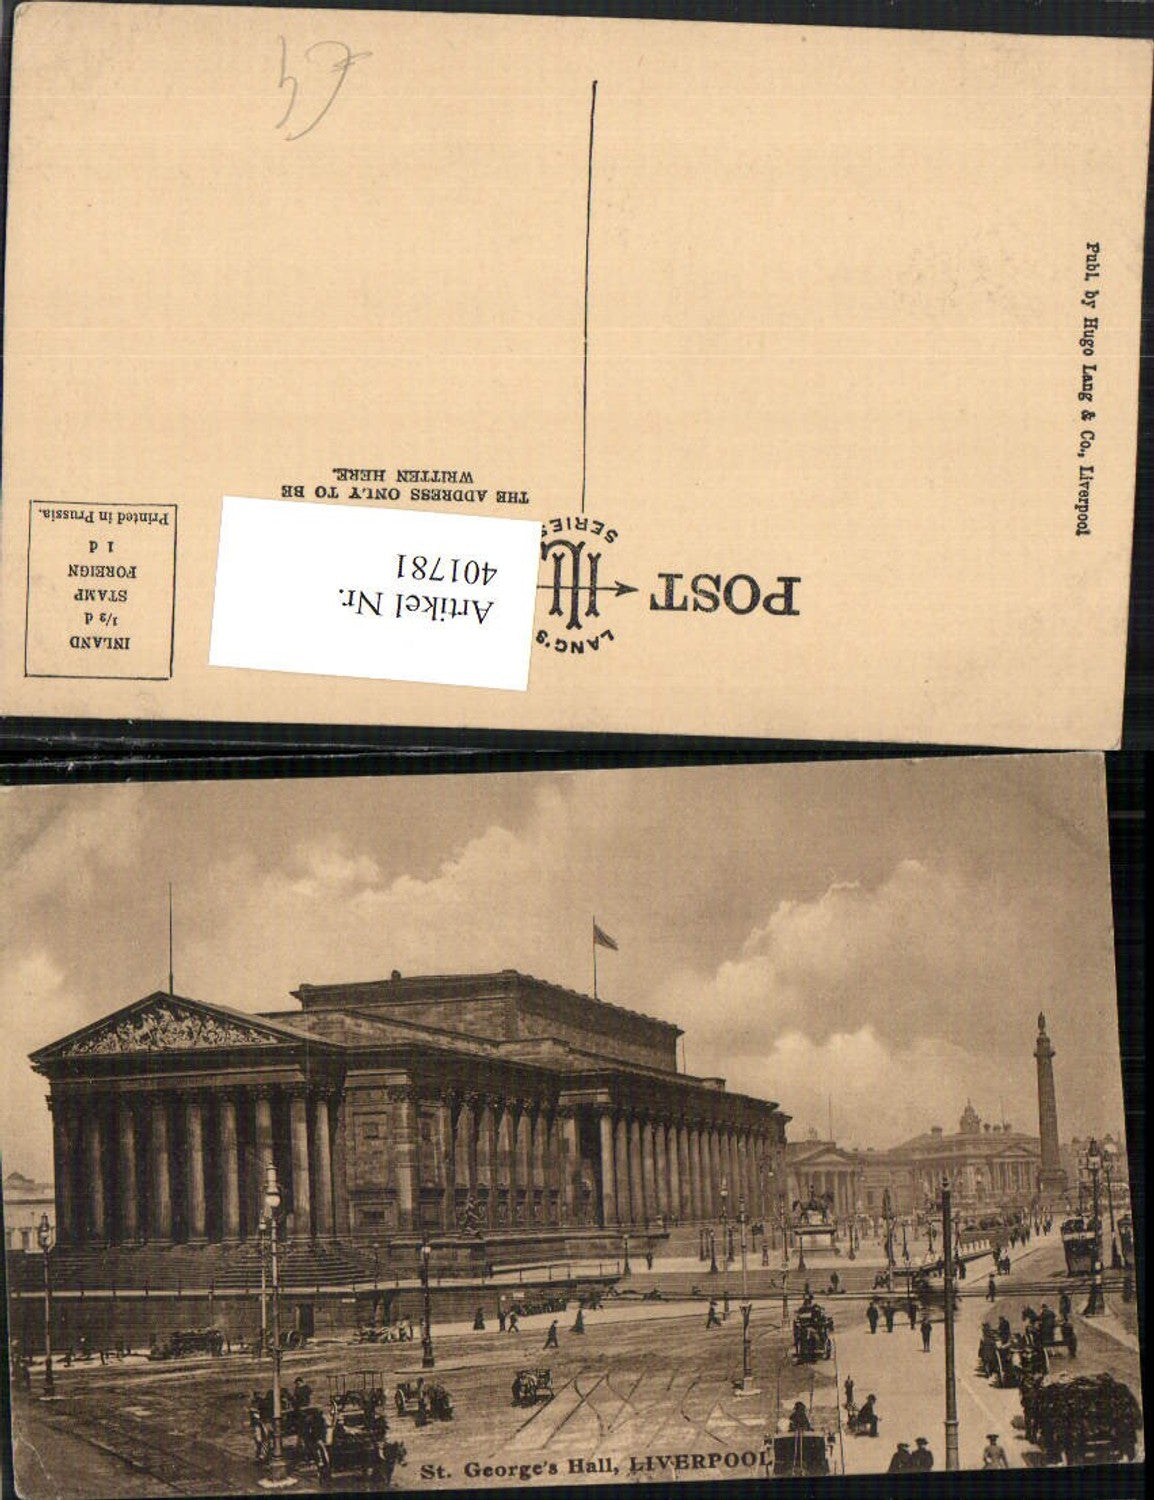 Publ. by Hugo Lang & Co., Liverpool
POST
LANG'S
SERIES
THE ADDRESS ONLY TO BE
WRITTEN HERE.
INLAND
1/2 d
STAMP
FOREIGN
1 d
Printed in Prussia.
Artikel Nr.
401781
St. George's Hall, LIVERPOOL